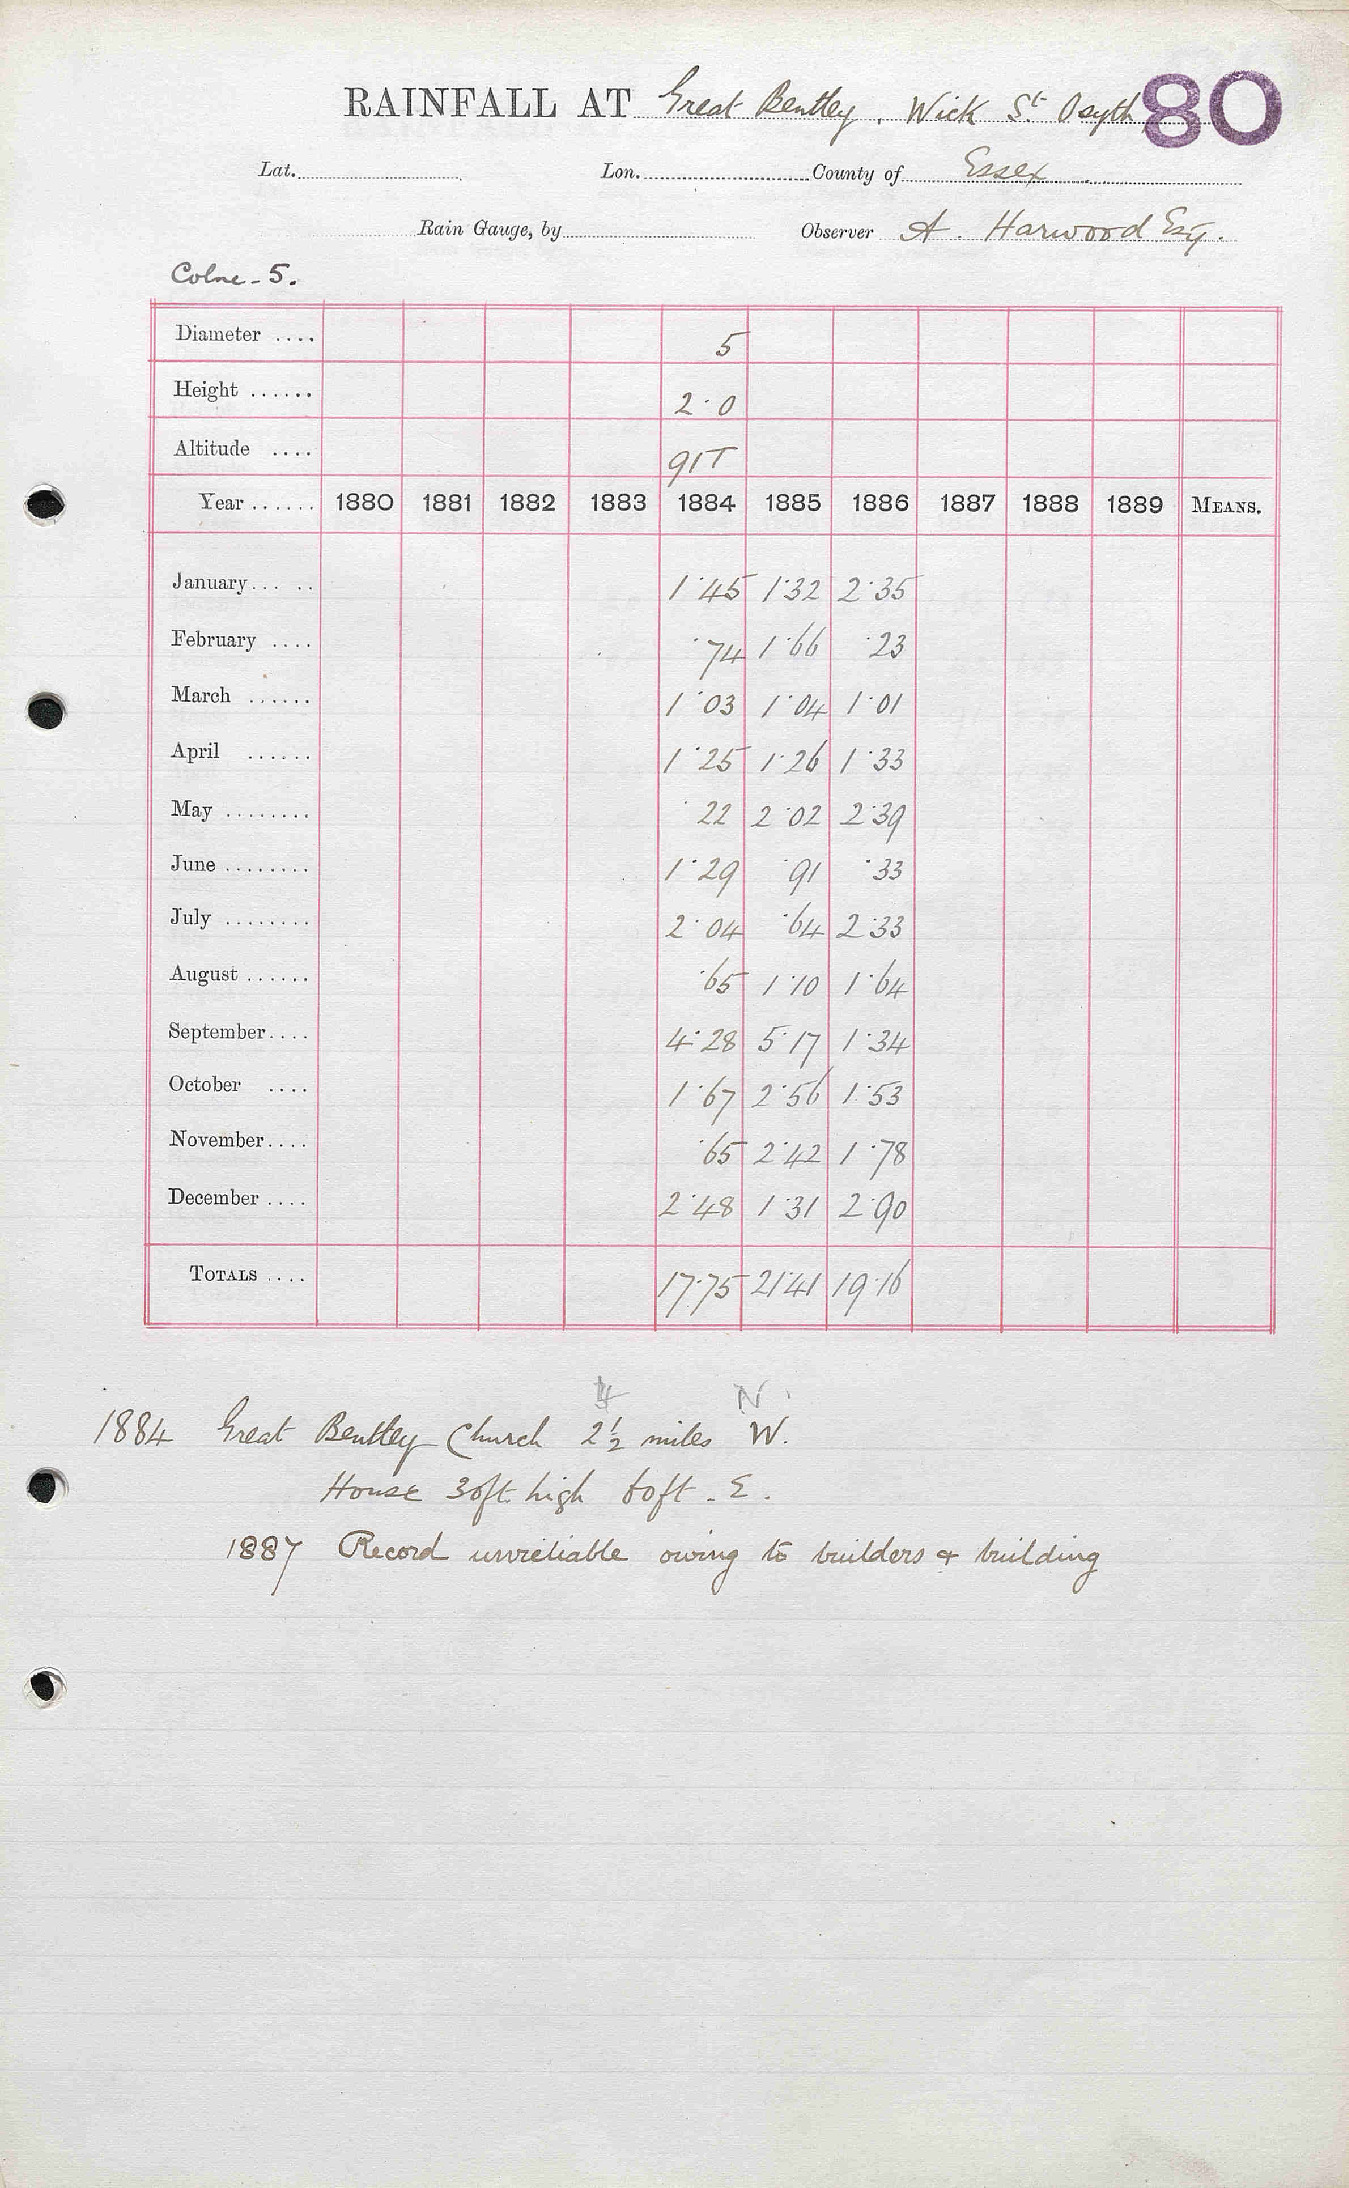 RAINFALL AT Great Bentley, Wick St Osyth 80
Lat. Lon. County of Essex
Rain Gauge, by Observer A. Harwood Esq.
Colne - 5.
Diameter .... 5
Height ...... 2·0
Altitude .... 91T
Year ...... 1880 1881 1882 1883 1884 1885 1886 1887 1888 1889 MEANS.
January... .. 1·45 1·32 2·35
February .... ·74 1·66 ·23
March ...... 1·03 1·04 1·01
April ...... 1·25 1·26 1·33
May ........ ·22 2·02 2·39
June ........ 1·29 ·91 ·33
July ........ 2·04 ·64 2·33
August ...... ·65 1·10 1·64
September.... 4·28 5·17 1·34
October .... 1·67 2·56 1·53
November.... ·65 2·42 1·78
December .... 2·48 1·31 2·90
TOTALS .... 17·75 21·41 19·16
N
1884 Great Bentley Church 2½ miles W.
House 30ft. high 60ft. E.
1887 Record unreliable owing to builders & building